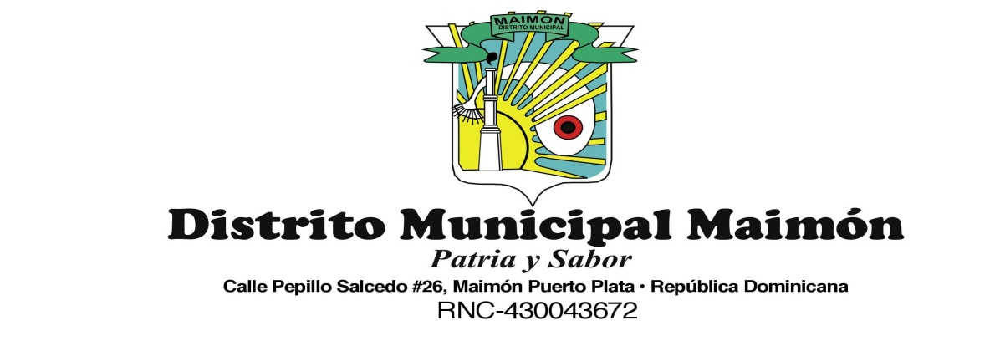 MAIMON
DISTRITO MUNICIPAL
Distrito Municipal Maimón
Patria y Sabor
Calle Pepillo Salcedo #26, Maimón Puerto Plata • República Dominicana
RNC-430043672